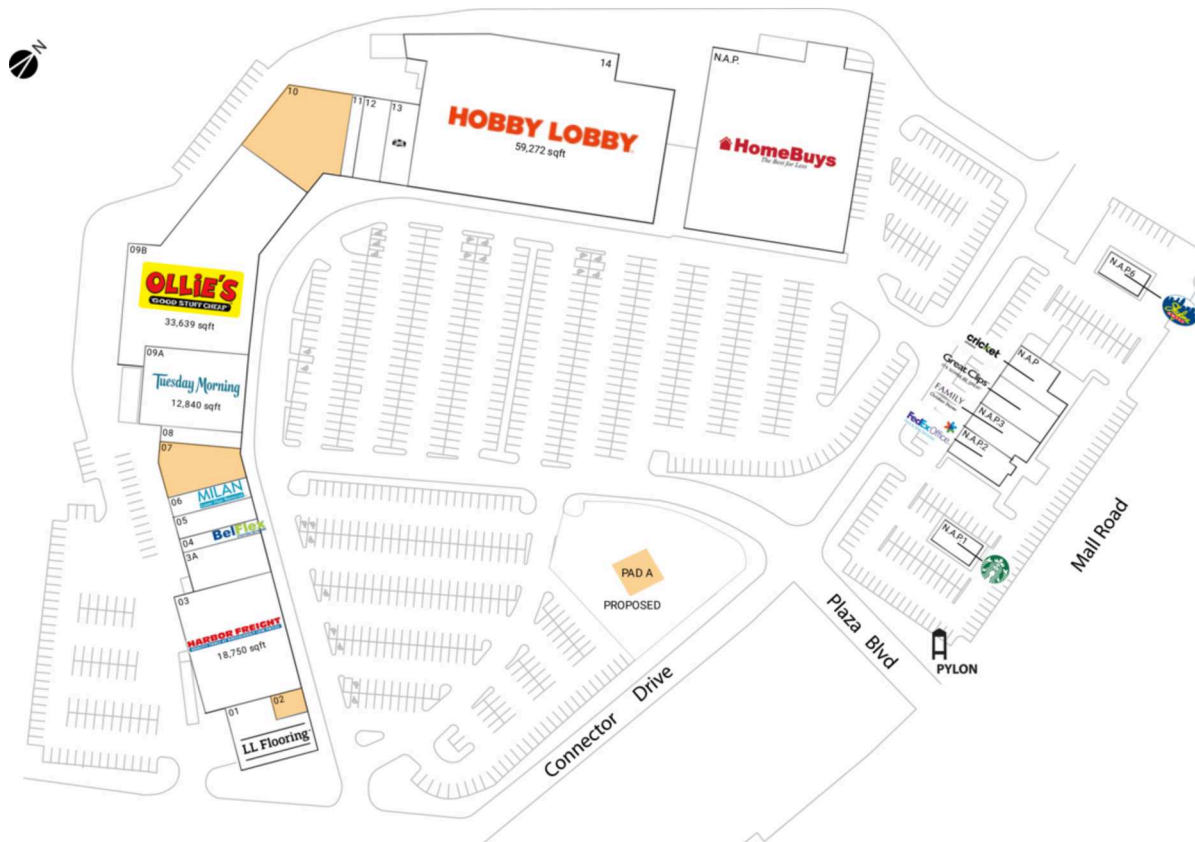 N
10
11
12
13
14
HOBBY LOBBY
59,272 sqft
N.A.P.
HomeBuys
The Best for Less
09B
OLLiE'S
GOOD STUFF CHEAP
33,639 sqft
09A
Tuesday Morning
12,840 sqft
08
07
06
MILAN
05
04
BelFlex
3A
03
HARBOR FREIGHT
18,750 sqft
02
01
LL Flooring
PAD A
PROPOSED
Connector Drive
Plaza Blvd
Mall Road
PYLON
N.A.P.6
Skyline
cricket
N.A.P
Great Clips
FAMILY
N.A.P.3
FedEx Office
N.A.P.2
N.A.P.1